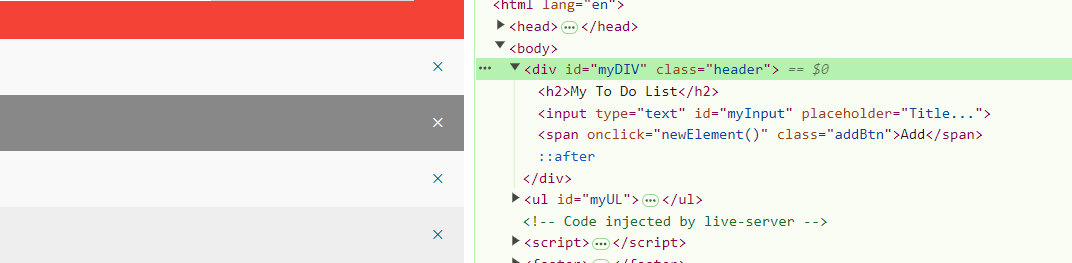 <html lang="en">
<head> ... </head>
<body>
... <div id="myDIV" class="header"> == $0
<h2>My To Do List</h2>
<input type="text" id="myInput" placeholder="Title...">
<span onclick="newElement()" class="addBtn">Add</span>
::after
</div>
<ul id="myUL"> ... </ul>
<!-- Code injected by live-server -->
<script> ... </script>
<footer> ... </footer>
×
×
×
×